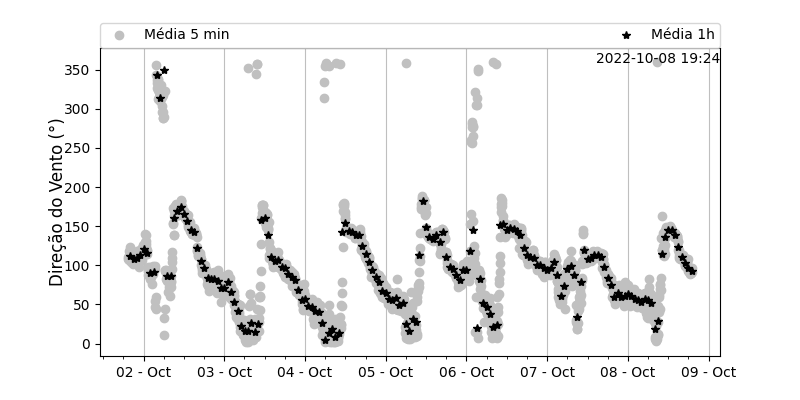 Média 5 min
Média 1h
2022-10-08 19:24
Direção do Vento (°)
350
300
250
200
150
100
50
0
02 - Oct
03 - Oct
04 - Oct
05 - Oct
06 - Oct
07 - Oct
08 - Oct
09 - Oct